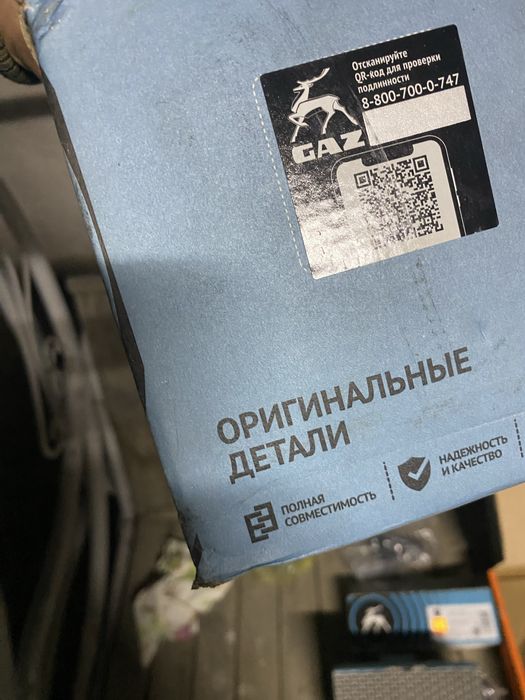 Отсканируйте
QR-код для проверки
подлинности
8-800-700-0-747
GAZ
ОРИГИНАЛЬНЫЕ
ДЕТАЛИ
ПОЛНАЯ
СОВМЕСТИМОСТЬ
НАДЕЖНОСТЬ
И КАЧЕСТВО